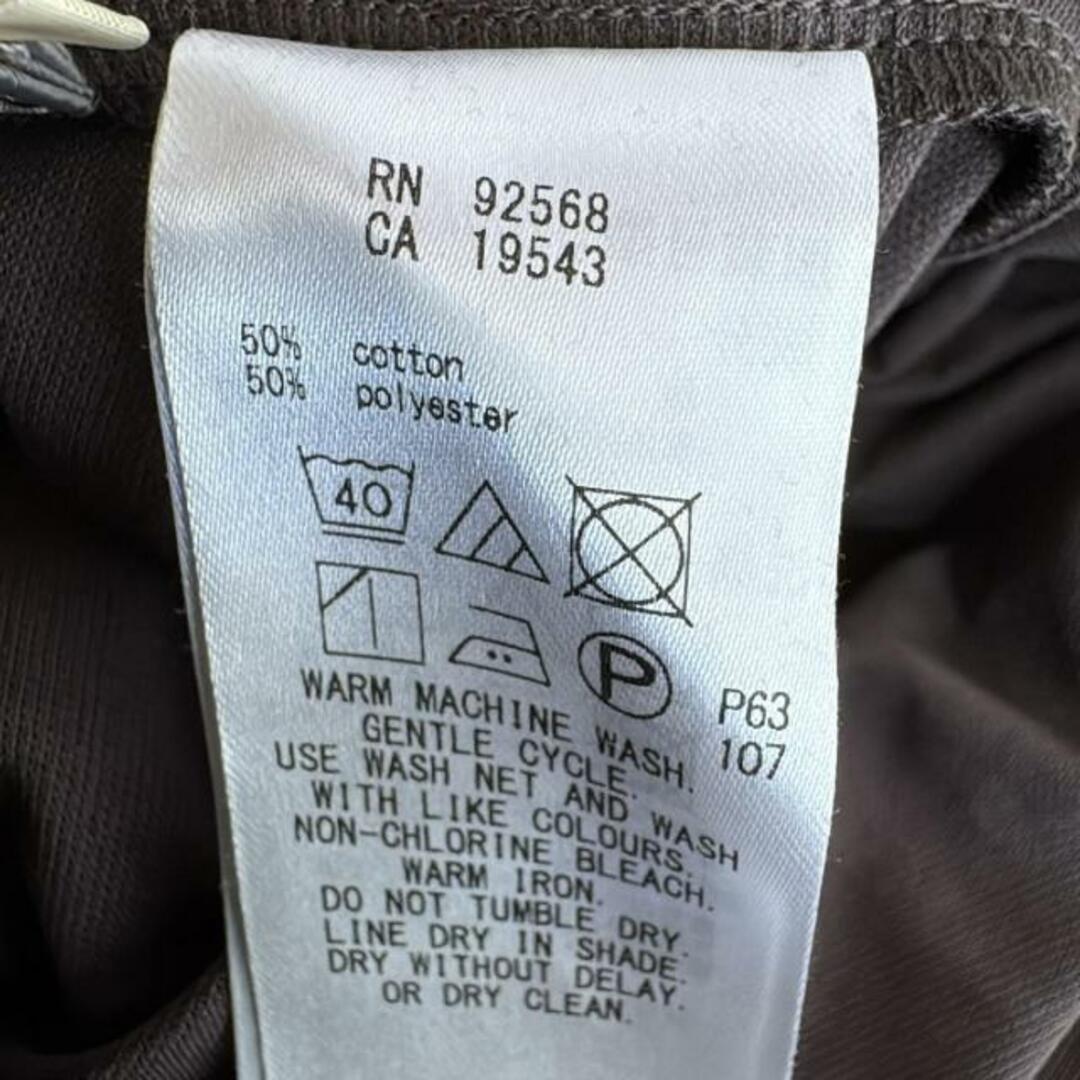 RN 92568
CA 19543
50% cotton
50% polyester
40
P
P63
107
WARM MACHINE WASH.
GENTLE CYCLE.
USE WASH NET AND WASH
WITH LIKE COLOURS.
NON-CHLORINE BLEACH.
WARM IRON.
DO NOT TUMBLE DRY.
LINE DRY IN SHADE.
DRY WITHOUT DELAY.
OR DRY CLEAN.